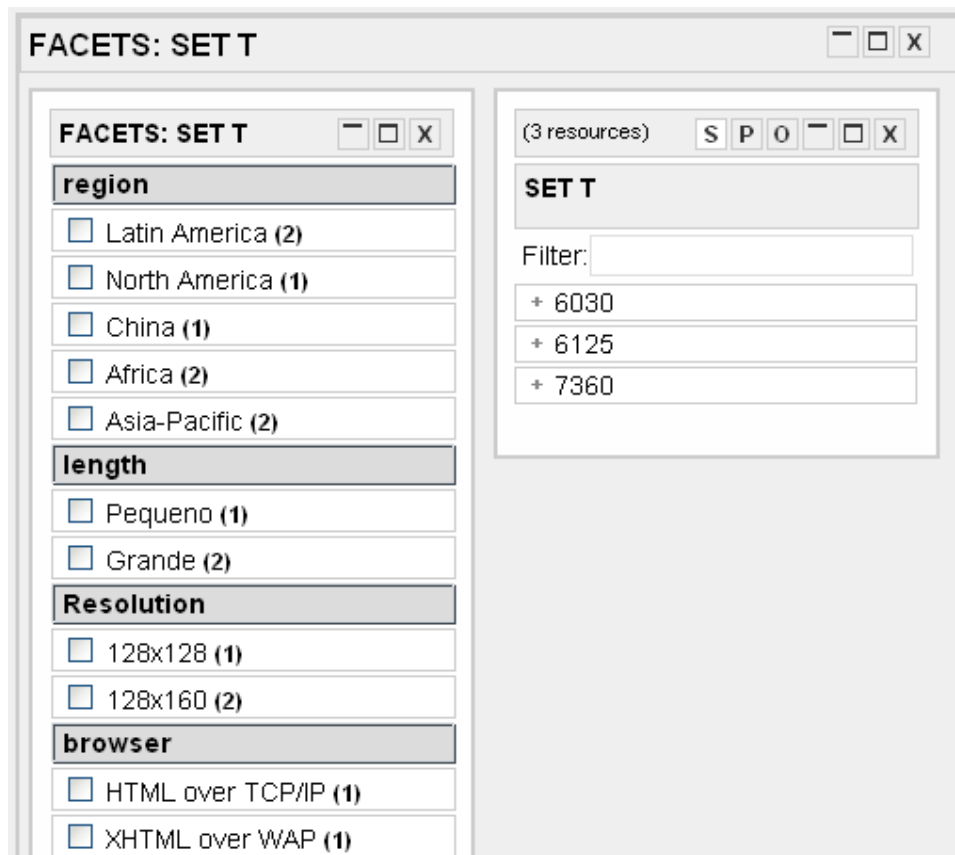 FACETS: SET T X
FACETS: SET T X
region
Latin America (2)
North America (1)
China (1)
Africa (2)
Asia-Pacific (2)
length
Pequeno (1)
Grande (2)
Resolution
128x128 (1)
128x160 (2)
browser
HTML over TCP/IP (1)
XHTML over WAP (1)
(3 resources) S P O X
SET T
Filter:
+ 6030
+ 6125
+ 7360